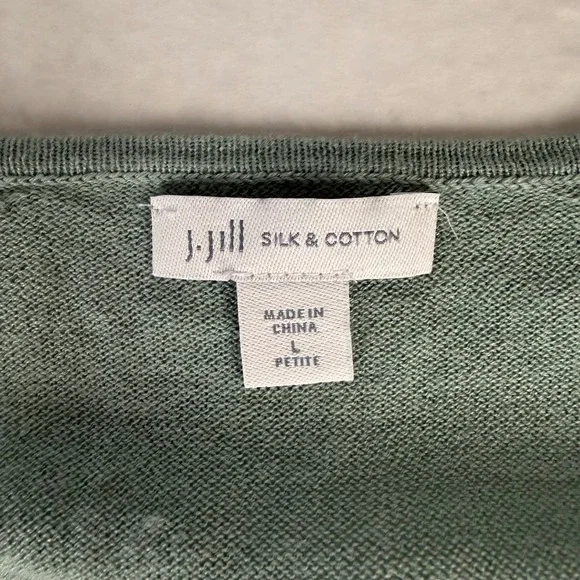 J.Jill SILK & COTTON
MADE IN
CHINA
L
PETITE